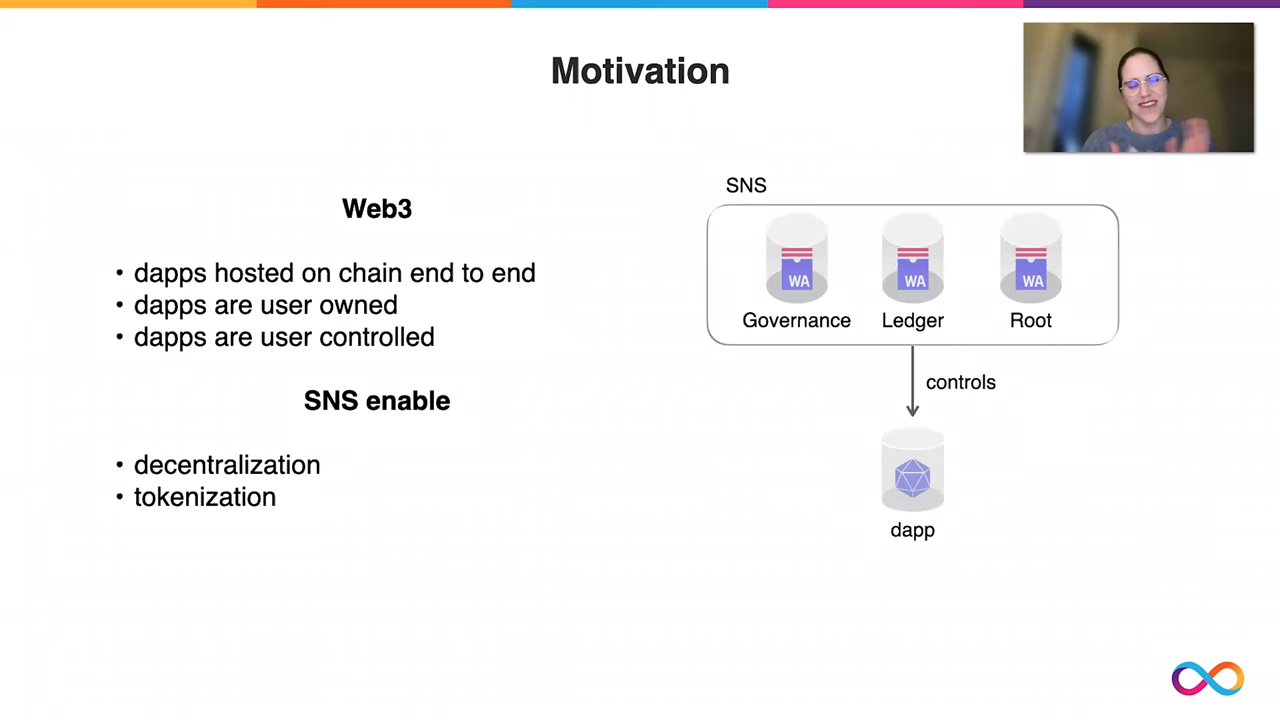 Motivation
Web3
• dapps hosted on chain end to end
• dapps are user owned
• dapps are user controlled
SNS enable
• decentralization
• tokenization
SNS
WA WA WA
Governance Ledger Root
controls
dapp